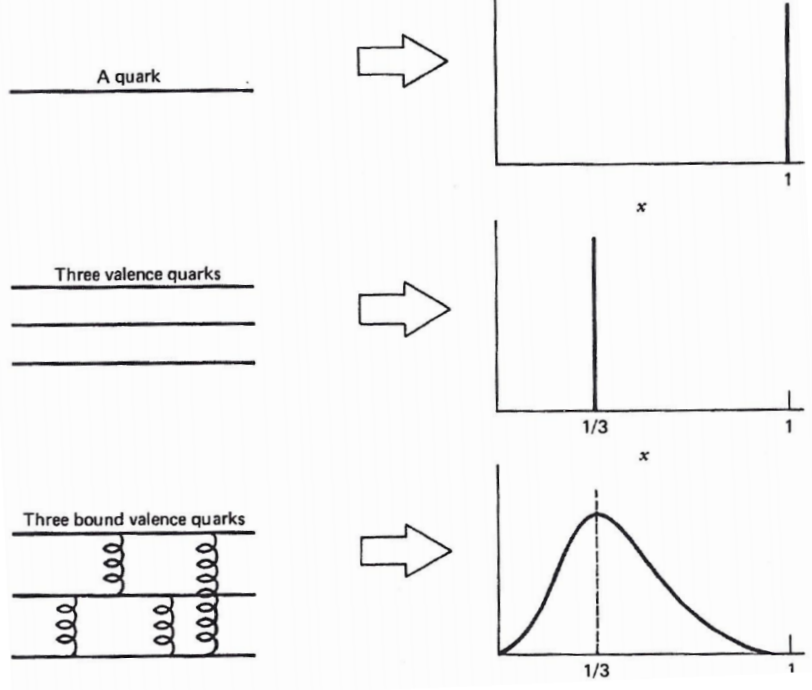 A quark
1
x
Three valence quarks
1/3
1
x
Three bound valence quarks
1/3
1